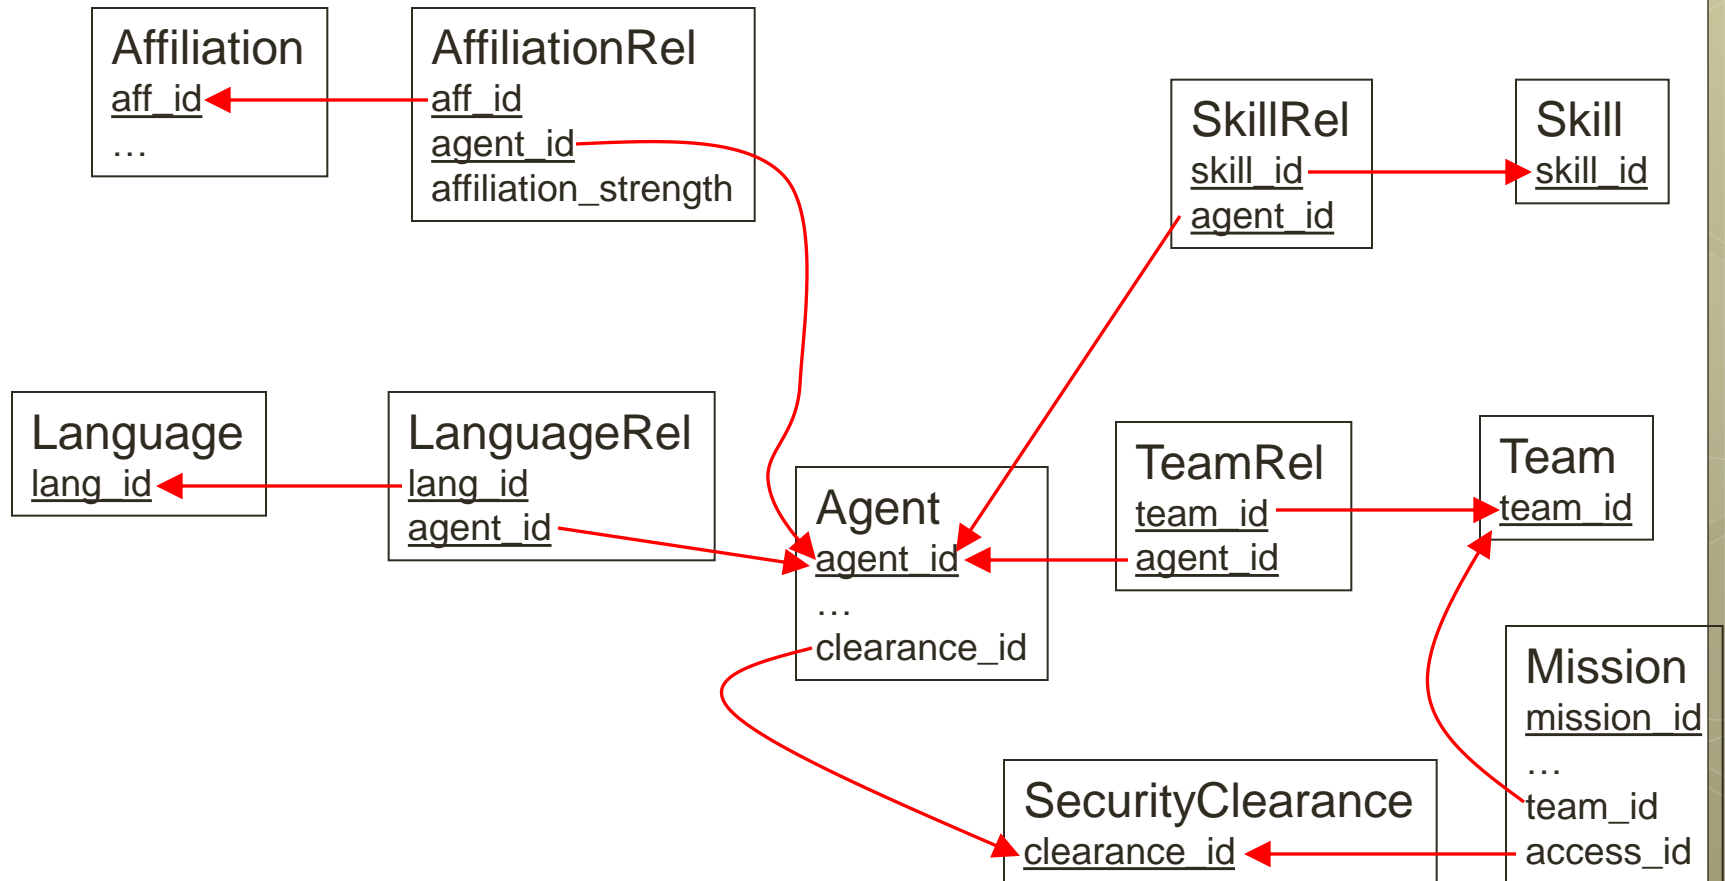 Affiliation
aff_id
…
AffiliationRel
aff_id
agent_id
affiliation_strength
SkillRel
skill_id
agent_id
Skill
skill_id
Language
lang_id
LanguageRel
lang_id
agent_id
Agent
agent_id
…
clearance_id
TeamRel
team_id
agent_id
Team
team_id
Mission
mission_id
…
team_id
access_id
SecurityClearance
clearance_id